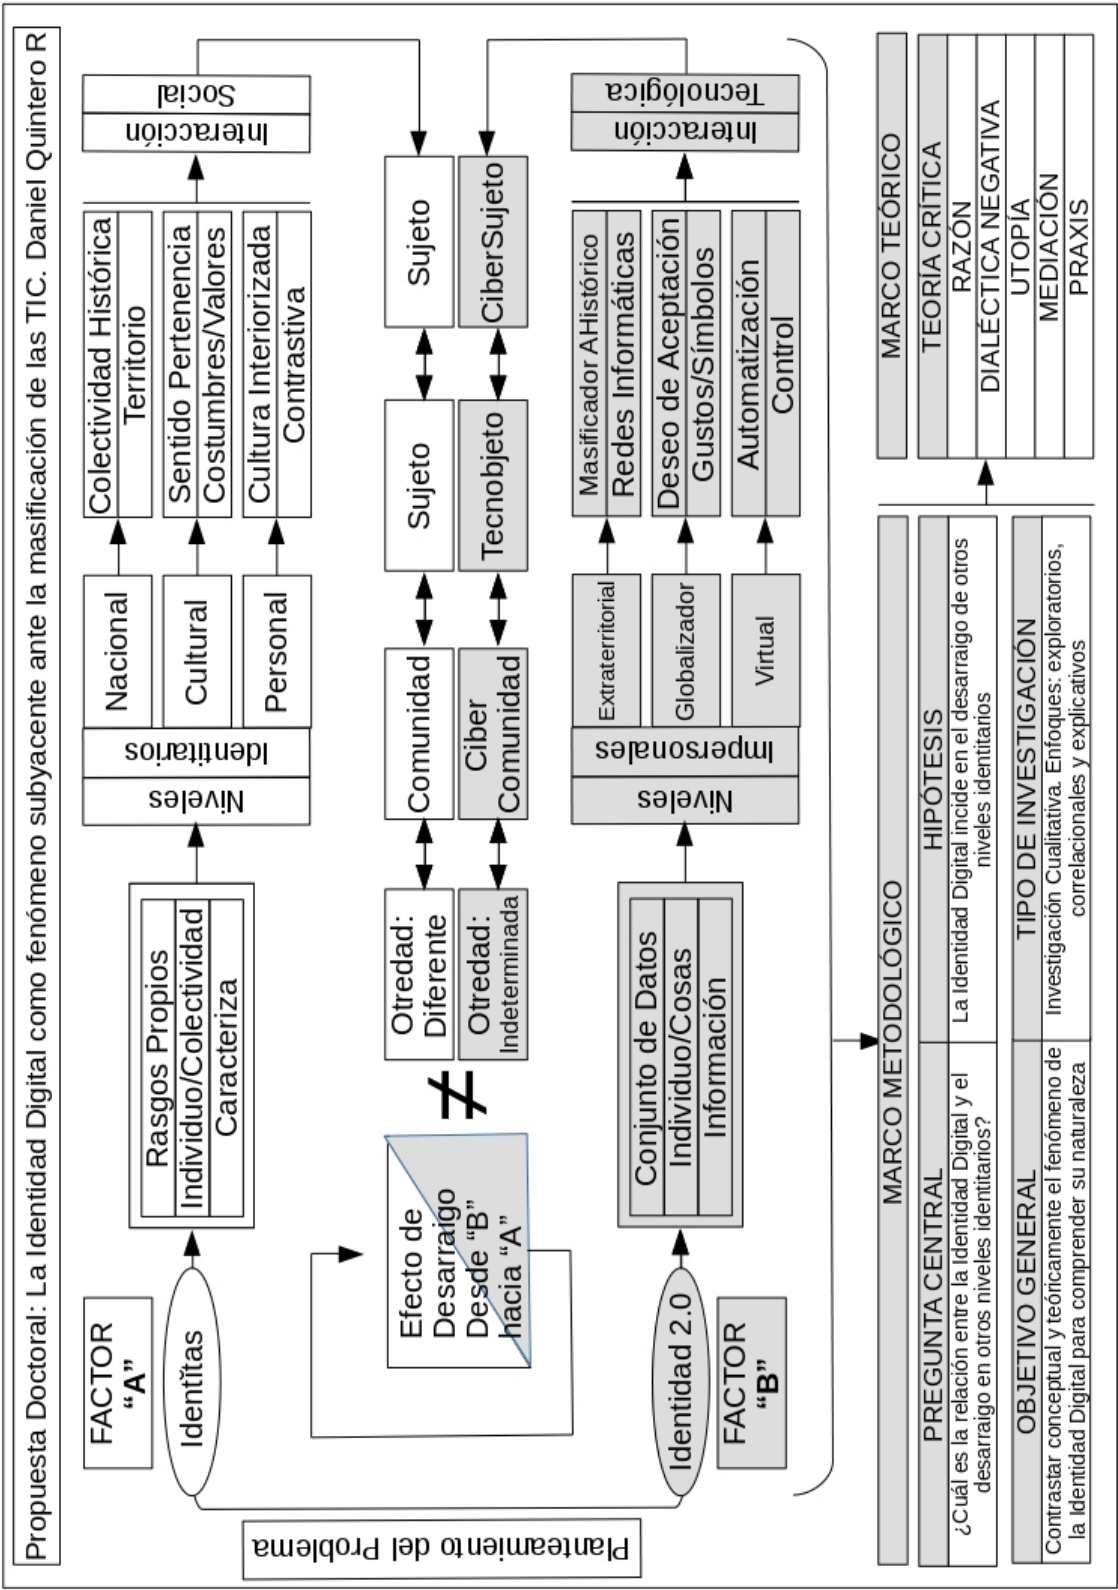 Propuesta Doctoral: La Identidad Digital como fenómeno subyacente ante la masificación de las TIC. Daniel Quintero R
Planteamiento del Problema
FACTOR
“A”
Identĭtas
Rasgos Propios
Individuo/Colectividad
Caracteriza
Niveles
Identitarios
Nacional
Cultural
Personal
Colectividad Histórica
Territorio
Sentido Pertenencia
Costumbres/Valores
Cultura Interiorizada
Contrastiva
Interacción
Social
Efecto de
Desarraigo
Desde “B”
hacia “A”
≠
Otredad:
Diferente
Comunidad
Sujeto
Sujeto
Otredad:
Indeterminada
Ciber
Comunidad
Tecnobjeto
CiberSujeto
Identidad 2.0
FACTOR
“B”
Conjunto de Datos
Individuo/Cosas
Información
Niveles
Impersonales
Extraterritorial
Globalizador
Virtual
Masificador AHistórico
Redes Informáticas
Deseo de Aceptación
Gustos/Símbolos
Automatización
Control
Interacción
Tecnológica
MARCO METODOLÓGICO
PREGUNTA CENTRAL
¿Cuál es la relación entre la Identidad Digital y el
desarraigo en otros niveles identitarios?
HIPÓTESIS
La Identidad Digital incide en el desarraigo de otros
niveles identitarios
OBJETIVO GENERAL
Contrastar conceptual y teóricamente el fenómeno de
la Identidad Digital para comprender su naturaleza
TIPO DE INVESTIGACIÓN
Investigación Cualitativa. Enfoques: exploratorios,
correlacionales y explicativos
MARCO TEÓRICO
TEORÍA CRÍTICA
RAZÓN
DIALÉCTICA NEGATIVA
UTOPÍA
MEDIACIÓN
PRAXIS